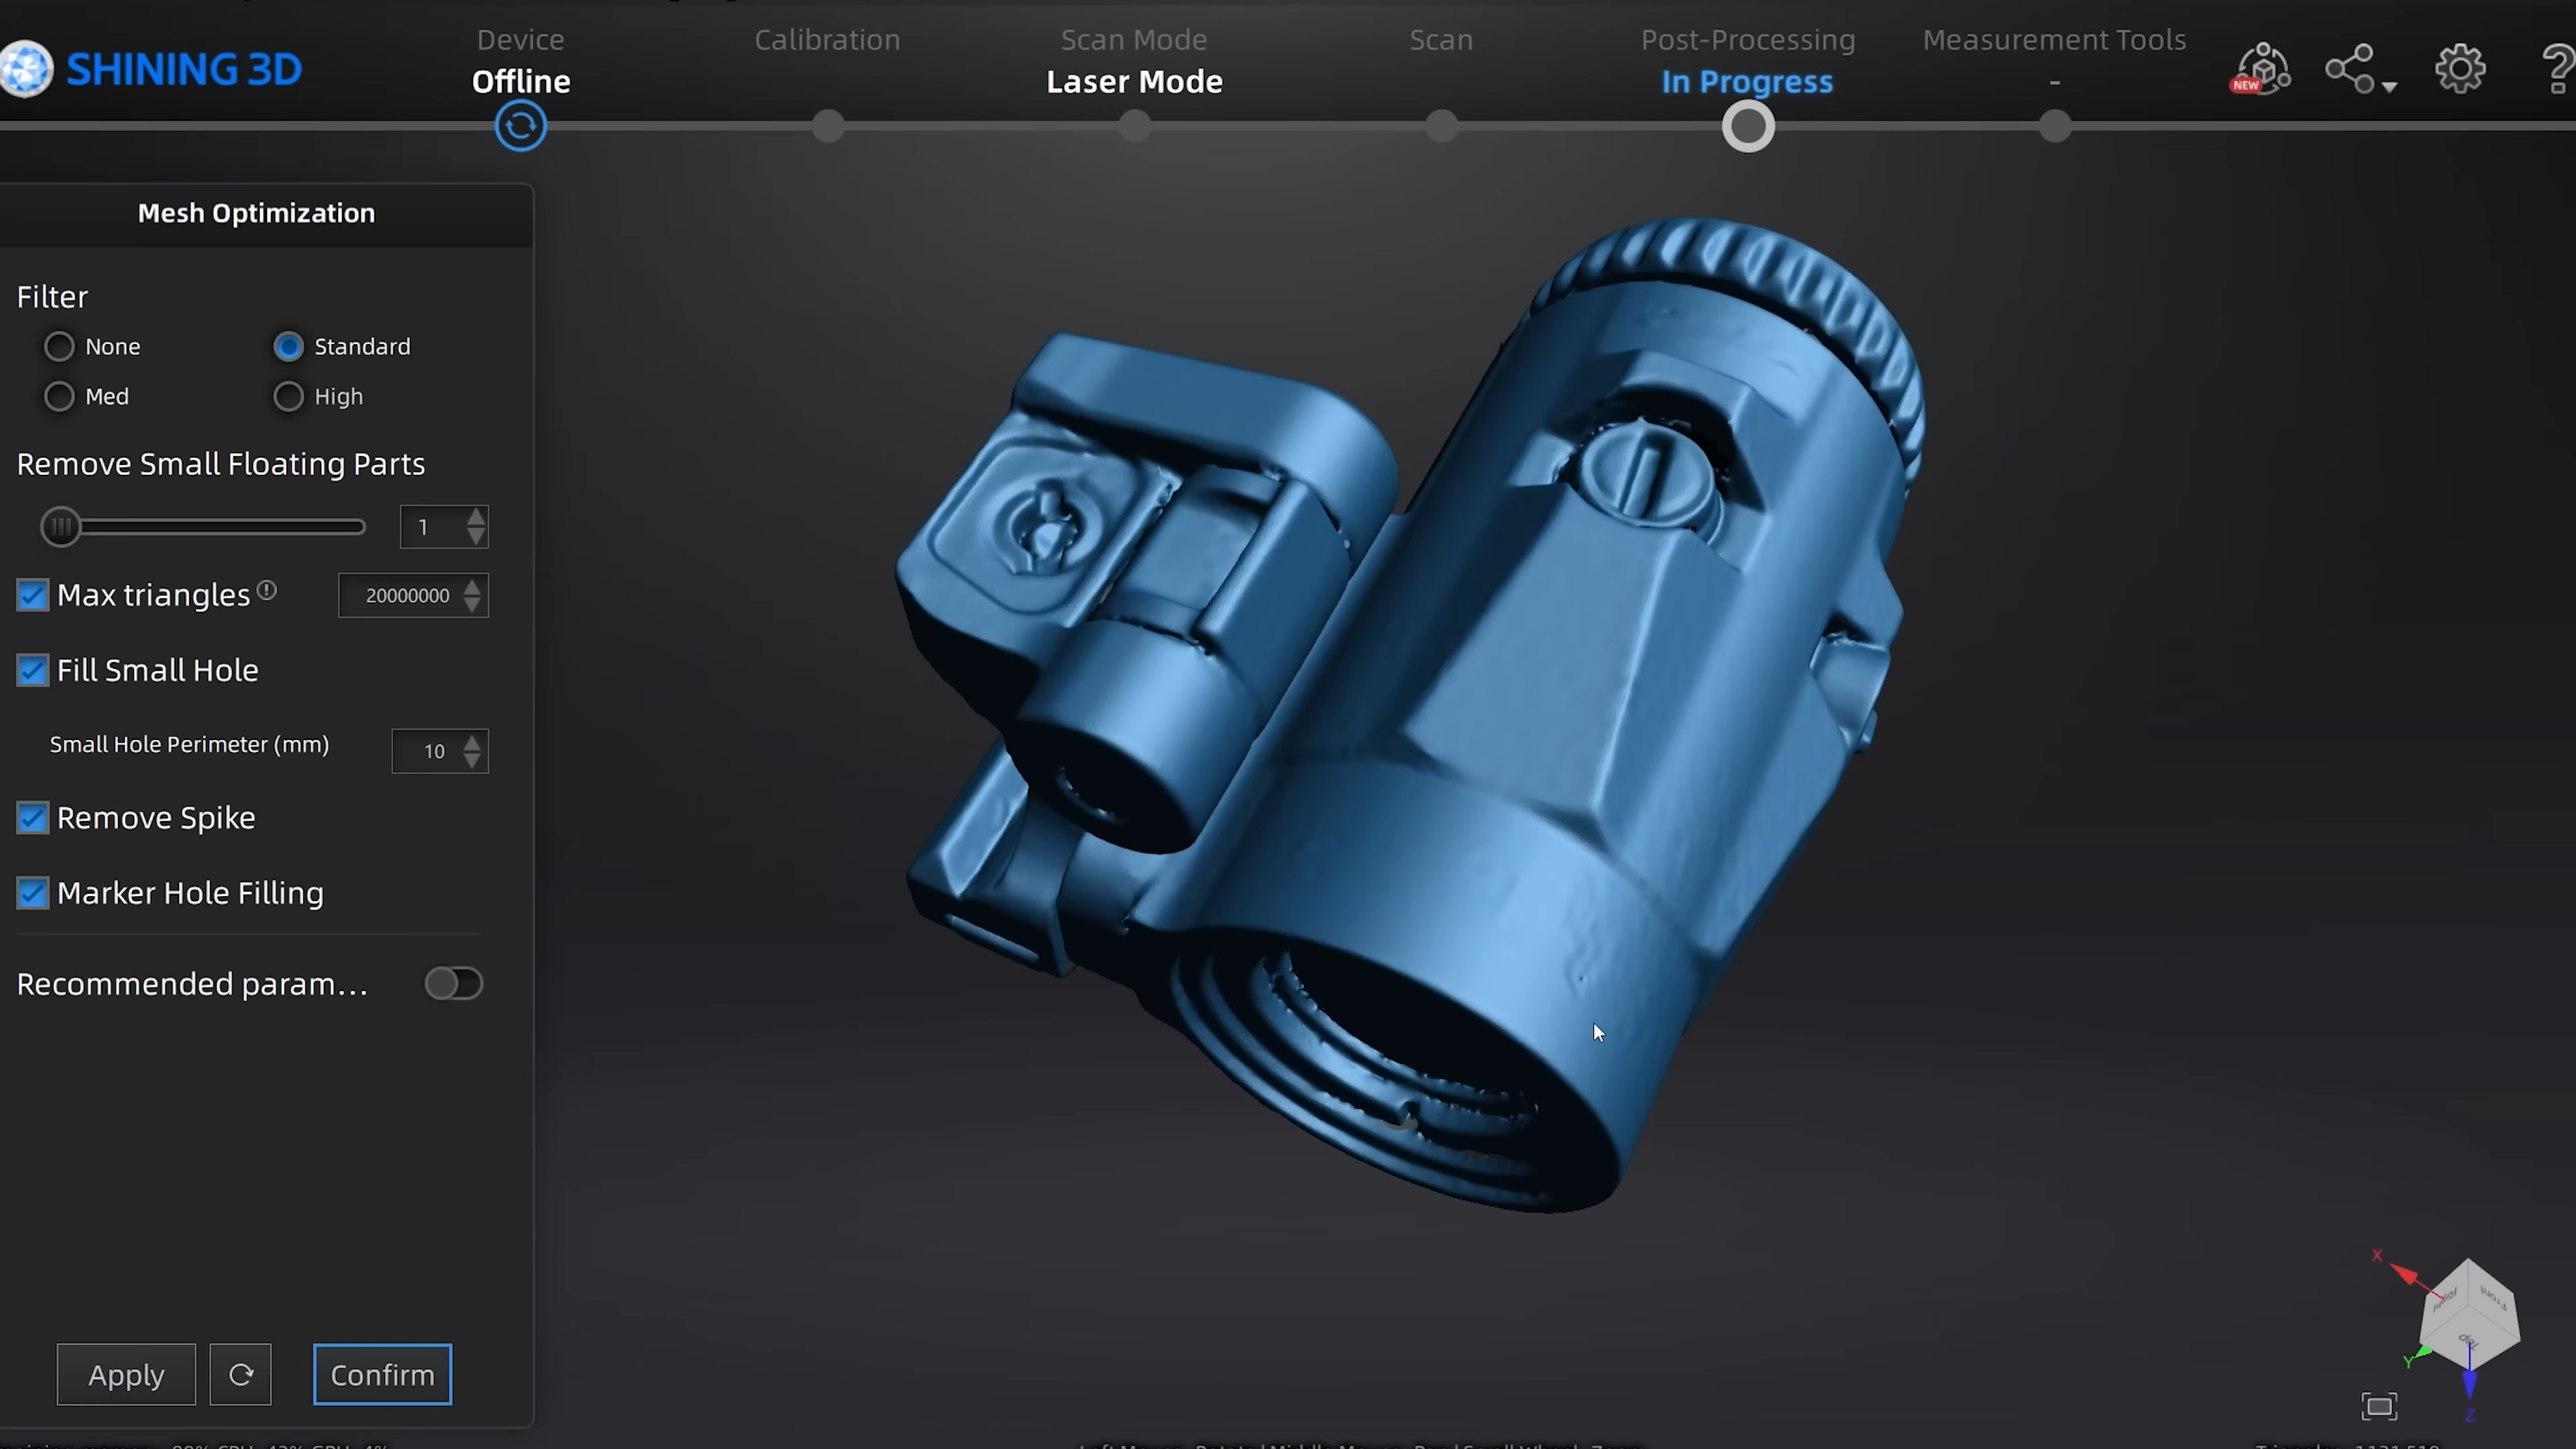 SHINING 3D
Device
Offline
Calibration
Scan Mode
Laser Mode
Scan
Post-Processing
In Progress
Measurement Tools
-
NEW
?
Mesh Optimization
Filter
None
Standard
Med
High
Remove Small Floating Parts
1
Max triangles
20000000
Fill Small Hole
Small Hole Perimeter (mm)
10
Remove Spike
Marker Hole Filling
Recommended param...
Apply
Confirm
X
Right
Front
Y
Z